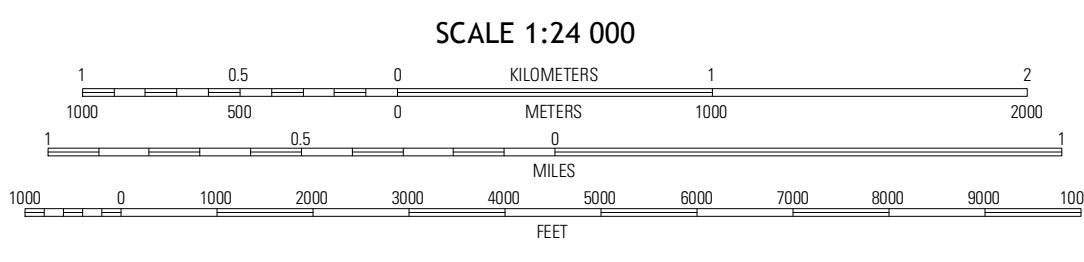 SCALE 1:24 000
1 0.5 0 KILOMETERS 1 2
1000 500 0 METERS 1000 2000
1 0.5 0 1
MILES
1000 0 1000 2000 3000 4000 5000 6000 7000 8000 9000 100
FEET